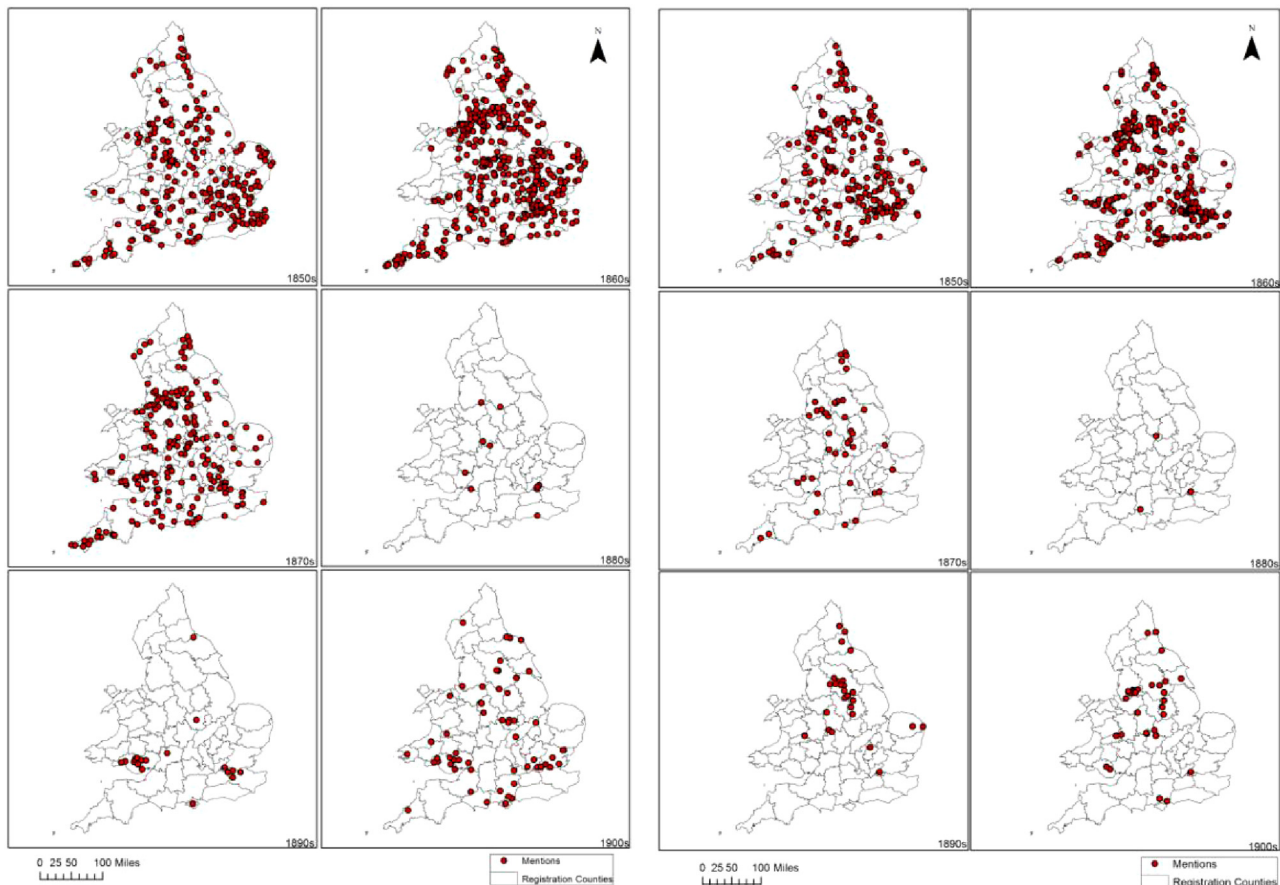 N
1850s
1860s
1870s
1880s
1890s
1900s
0 25 50 100 Miles
Mentions
Registration Counties
N
1850s
1860s
1870s
1880s
1890s
1900s
0 25 50 100 Miles
Mentions
Registration Counties